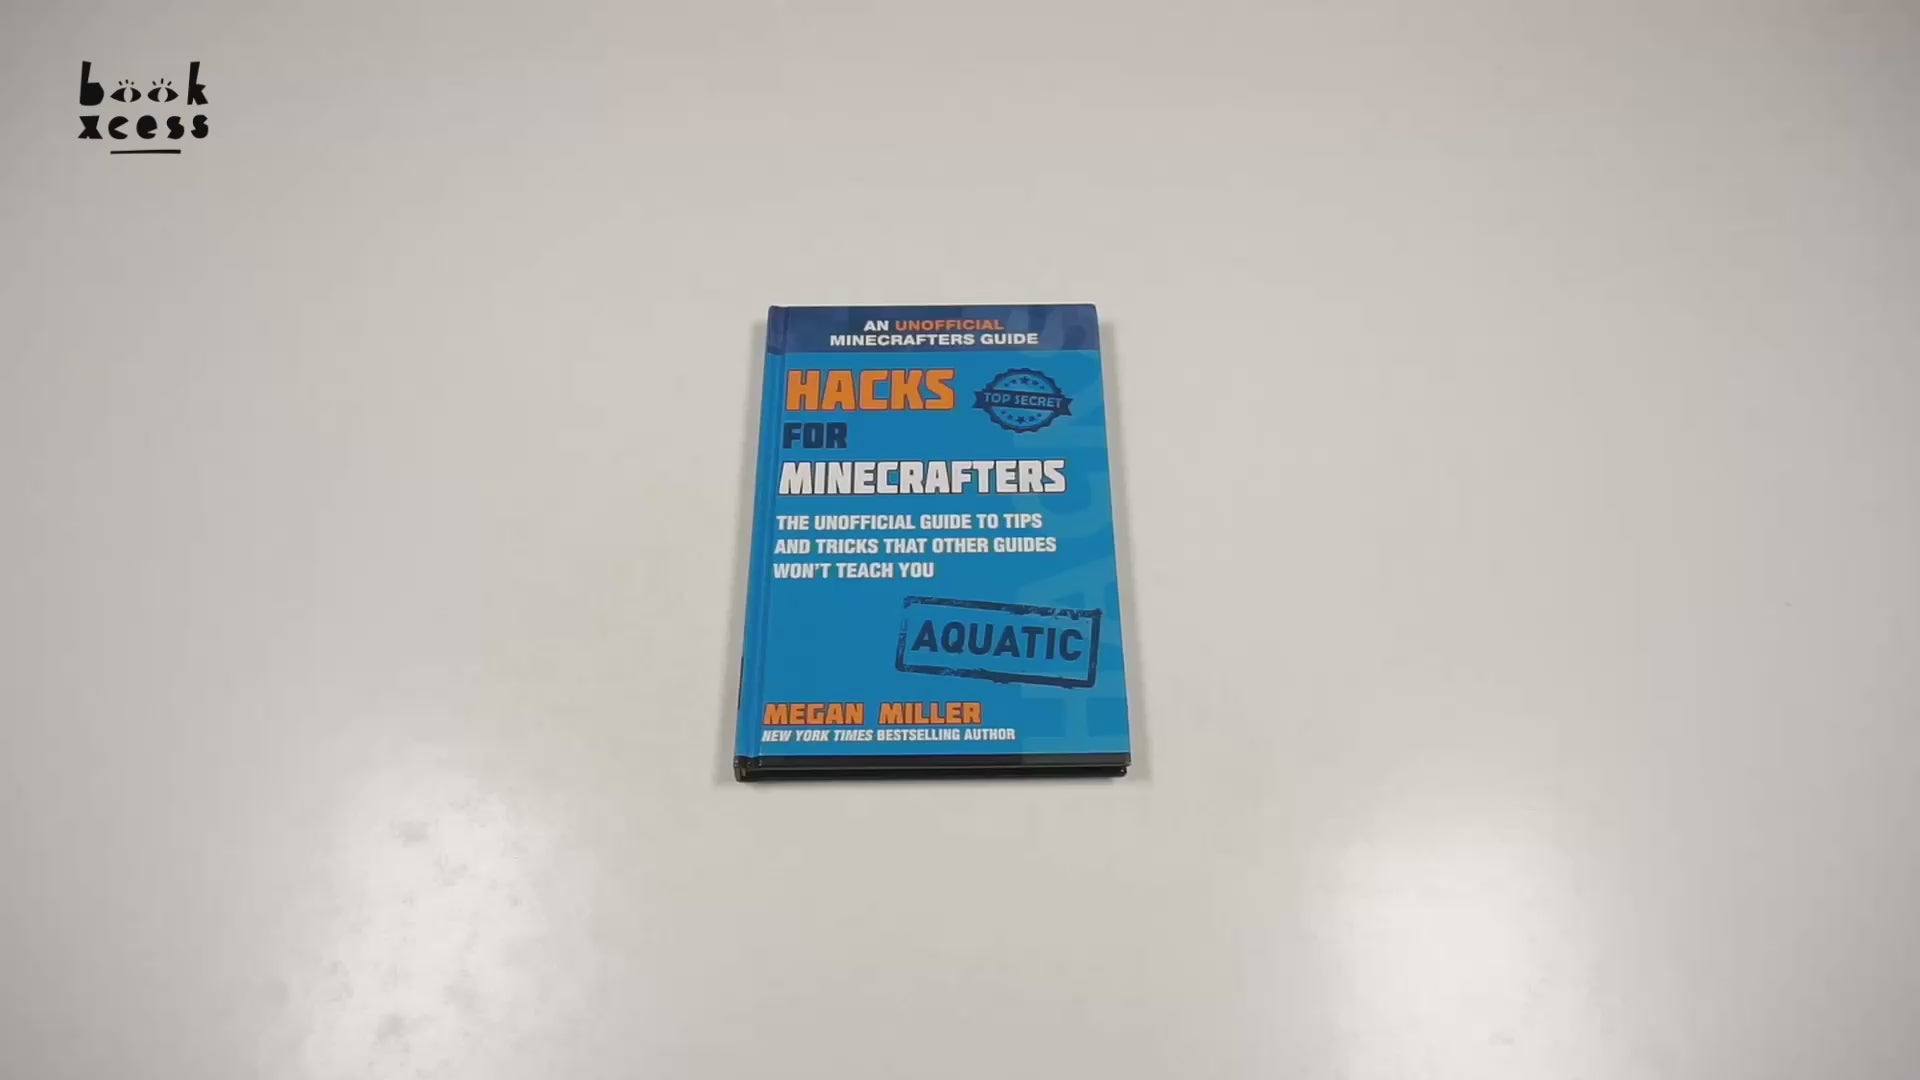 book
xcess
AN UNOFFICIAL
MINECRAFTERS GUIDE
HACKS
TOP SECRET
FOR
MINECRAFTERS
THE UNOFFICIAL GUIDE TO TIPS
AND TRICKS THAT OTHER GUIDES
WON'T TEACH YOU
AQUATIC
MEGAN MILLER
NEW YORK TIMES BESTSELLING AUTHOR